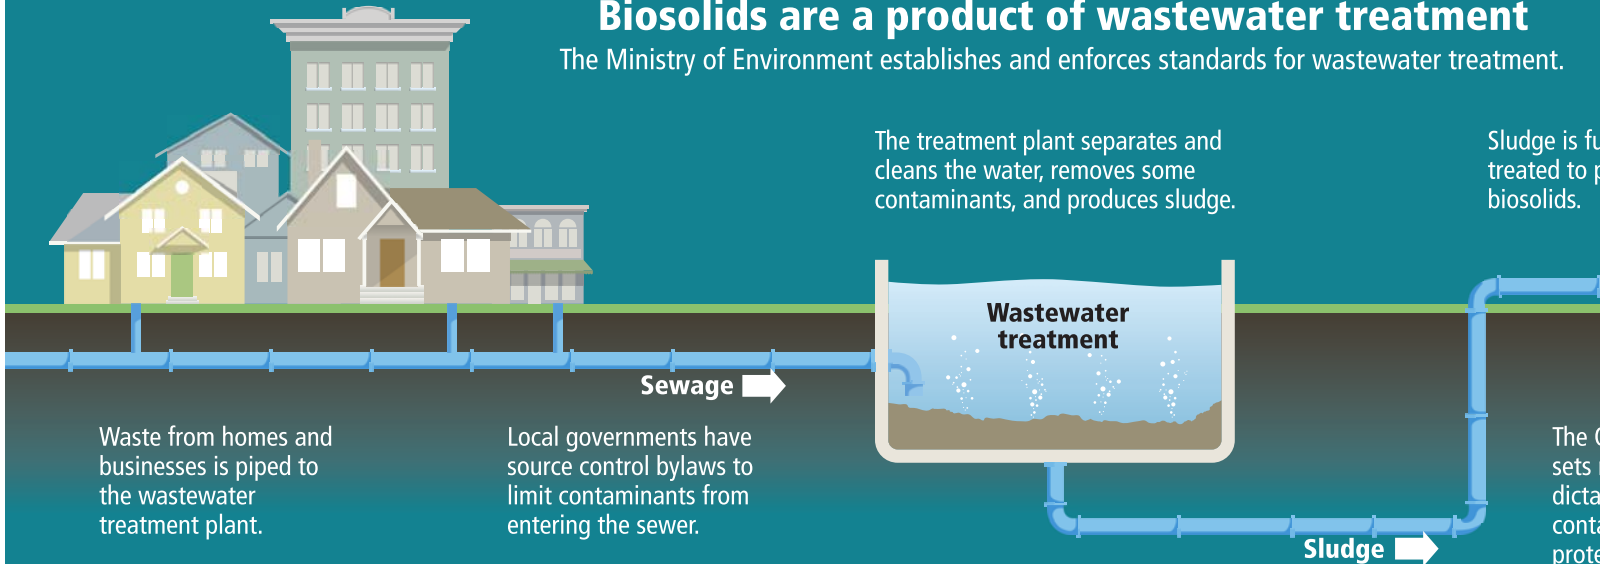 Biosolids are a product of wastewater treatment
The Ministry of Environment establishes and enforces standards for wastewater treatment.
The treatment plant separates and
cleans the water, removes some
contaminants, and produces sludge.
Sludge is
treated to
biosolids.
Wastewater
treatment
Sewage
Waste from homes and
businesses is piped to
the wastewater
treatment plant.
Local governments have
source control bylaws to
limit contaminants from
entering the sewer.
The
sets
Sludge